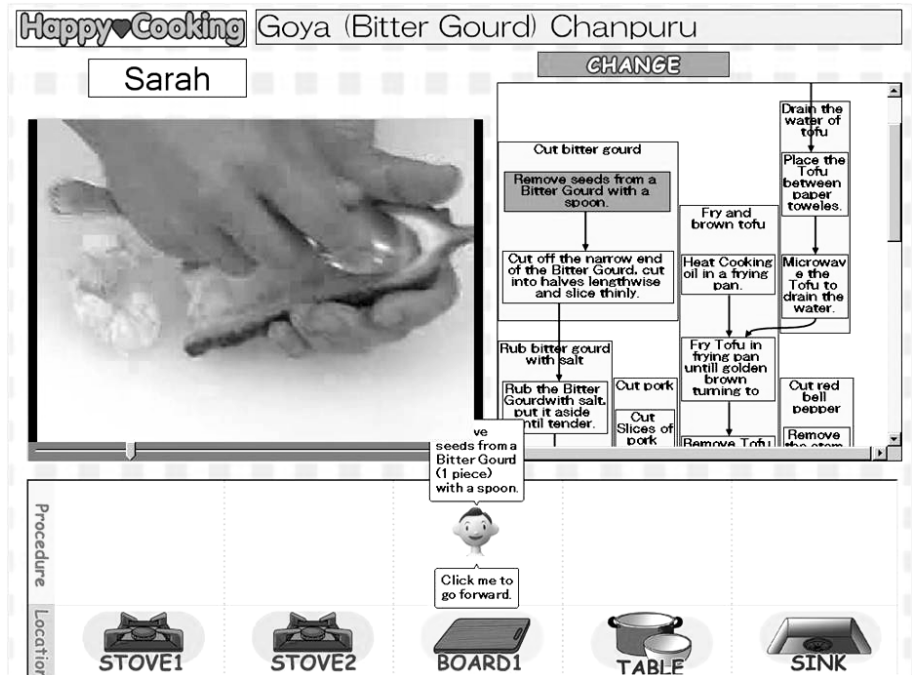 Happy Cooking
Goya (Bitter Gourd) Chanpuru
Sarah
CHANGE
Cut bitter gourd
Remove seeds from a
Bitter Gourd with a
spoon.
Cut off the narrow end
of the Bitter Gourd, cut
into halves lengthwise
and slice thinly.
Rub bitter gourd
with salt
Rub the Bitter
Gourdwith salt,
put it aside
ntil tender.
Cut pork
Cut
Slices of
pork
Fry and
brown tofu
Heat Cooking
oil in a frying
pan.
Fry Tofu in
frying pan
untill golden
brown
turning to
Remove Tofu
Drain the
water of
tofu
Place the
Tofu
between
paper
toweles.
Microwav
e the
Tofu to
drain the
water.
Cut red
bell
pepper
Remove
the stem
ve
seeds from a
Bitter Gourd
(1 piece)
with a spoon.
Click me to
go forward.
Procedure
Location
STOVE1
STOVE2
BOARD1
TABLE
SINK